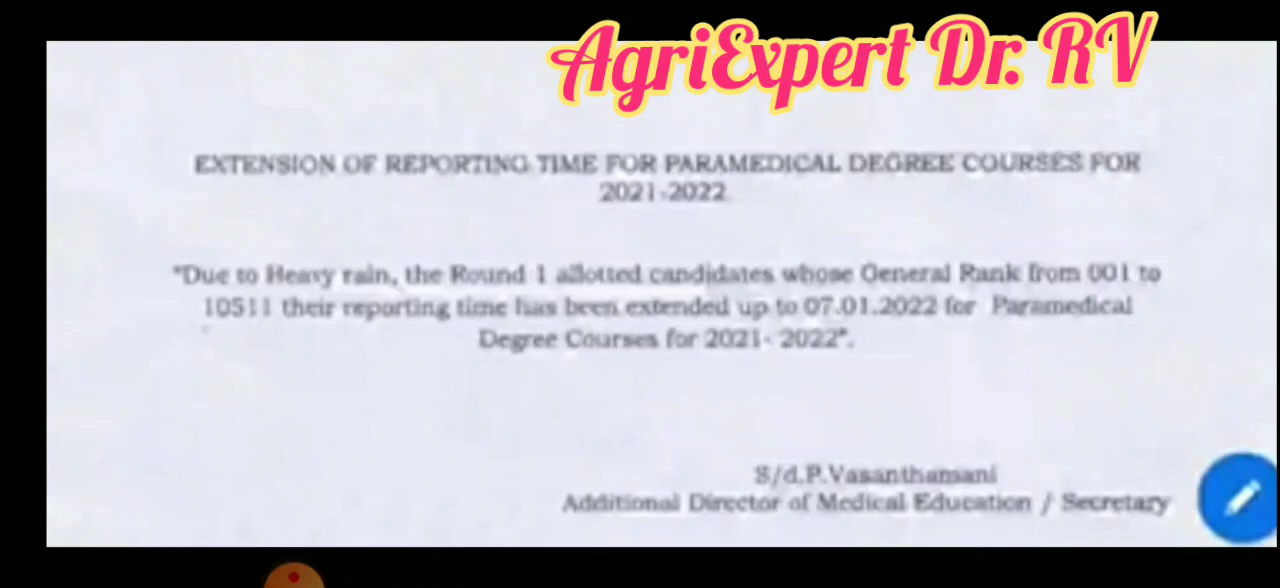 AgriExpert Dr. RV
EXTENSION OF REPORTING TIME FOR PARAMEDICAL DEGREE COURSES FOR
2021-2022.
"Due to Heavy rain, the Round 1 allotted candidates whose General Rank from 001 to
10511 their reporting time has been extended up to 07.01.2022 for Paramedical
Degree Courses for 2021- 2022".
S/d.P.Vasanthamani
Additional Director of Medical Education / Secretary